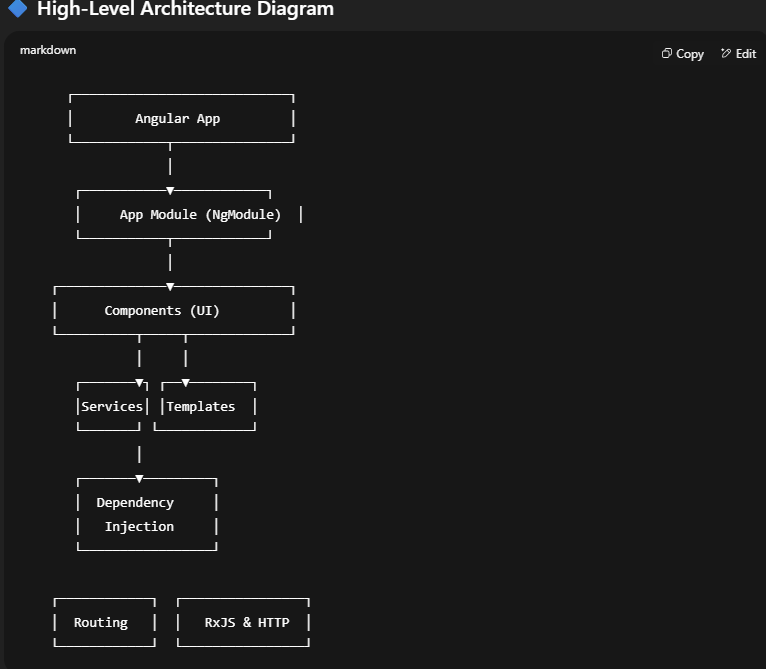 High-Level Architecture Diagram
markdown
Copy Edit
Angular App
App Module (NgModule)
Components (UI)
Services Templates
Dependency
Injection
Routing RxJS & HTTP